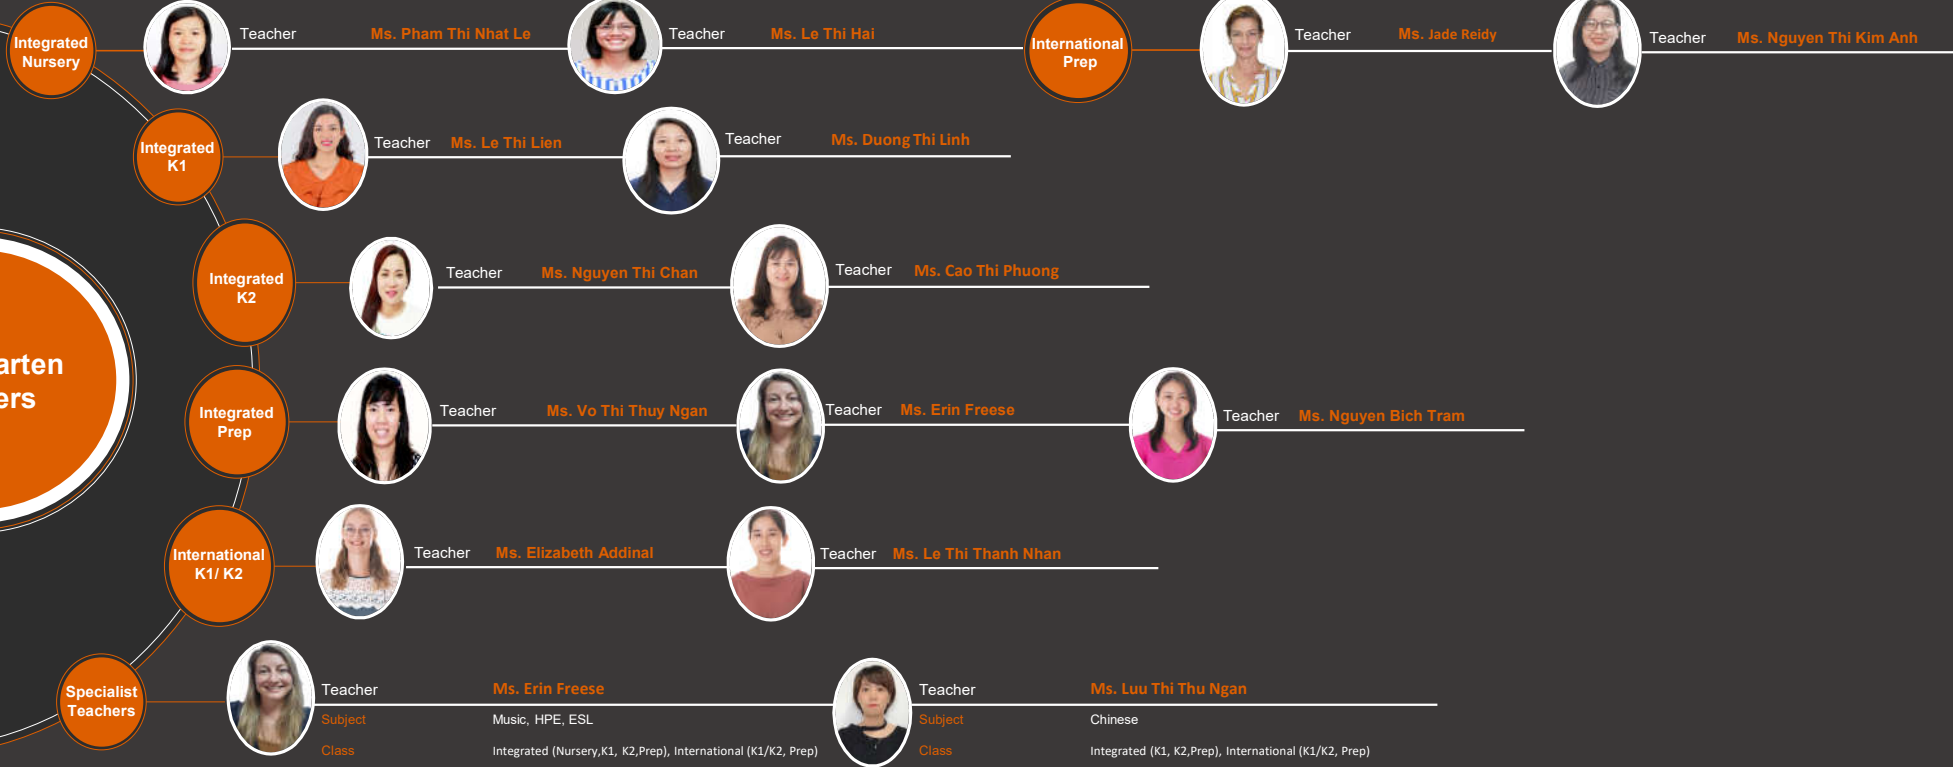 Integrated
Nursery
Teacher Ms. Pham Thi Nhat Le
Teacher Ms. Le Thi Hai
International
Prep
Teacher Ms. Jade Reidy
Teacher Ms. Nguyen Thi Kim Anh
Integrated
K1
Teacher Ms. Le Thi Lien
Teacher Ms. Duong Thi Linh
Integrated
K2
Teacher Ms. Nguyen Thi Chan
Teacher Ms. Cao Thi Phuong
arten
ers
Integrated
Prep
Teacher Ms. Vo Thi Thuy Ngan
Teacher Ms. Erin Freese
Teacher Ms. Nguyen Bich Tram
International
K1/ K2
Teacher Ms. Elizabeth Addinal
Teacher Ms. Le Thi Thanh Nhan
Specialist
Teachers
Teacher Ms. Erin Freese
Subject Music, HPE, ESL
Class Integrated (Nursery,K1, K2,Prep), International (K1/K2, Prep)
Teacher Ms. Luu Thi Thu Ngan
Subject Chinese
Class Integrated (K1, K2,Prep), International (K1/K2, Prep)